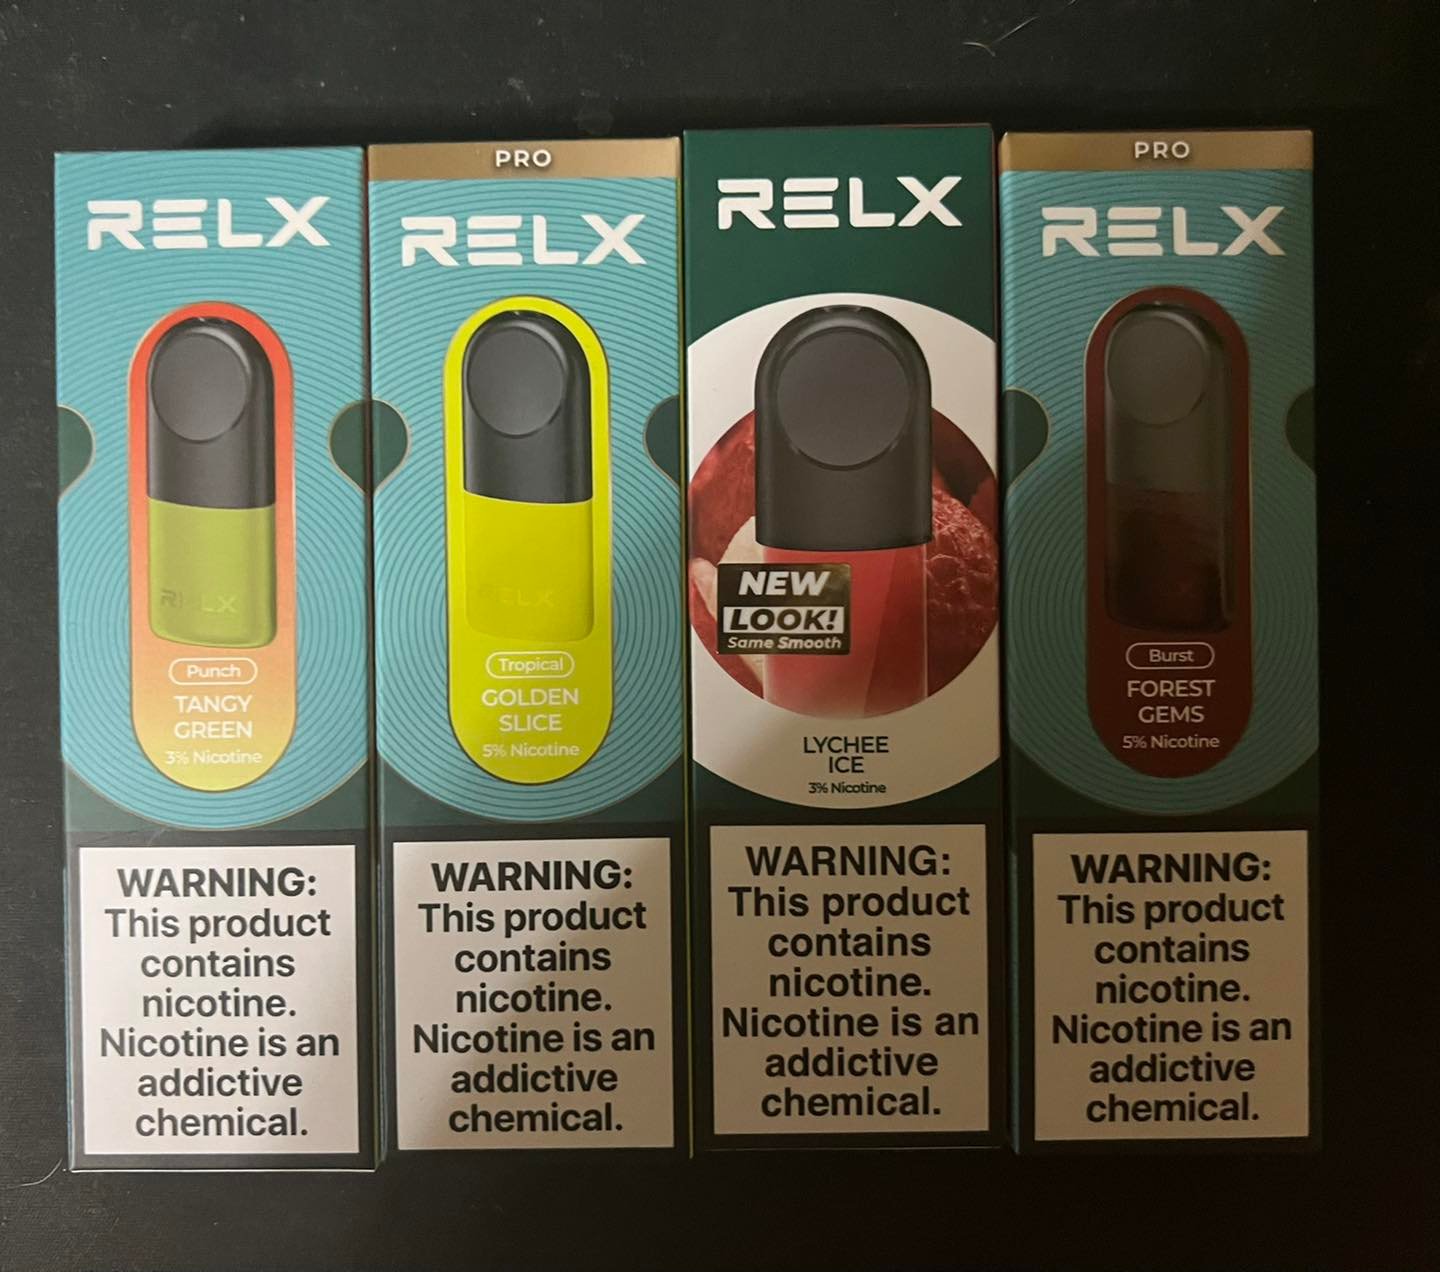 RELX
RELX
Punch
TANGY
GREEN
3% Nicotine
WARNING:
This product
contains
nicotine.
Nicotine is an
addictive
chemical.
PRO
RELX
Tropical
GOLDEN
SLICE
5% Nicotine
WARNING:
This product
contains
nicotine.
Nicotine is an
addictive
chemical.
RELX
NEW
LOOK!
Same Smooth
LYCHEE
ICE
3% Nicotine
WARNING:
This product
contains
nicotine.
Nicotine is an
addictive
chemical.
PRO
RELX
Burst
FOREST
GEMS
5% Nicotine
WARNING:
This product
contains
nicotine.
Nicotine is an
addictive
chemical.